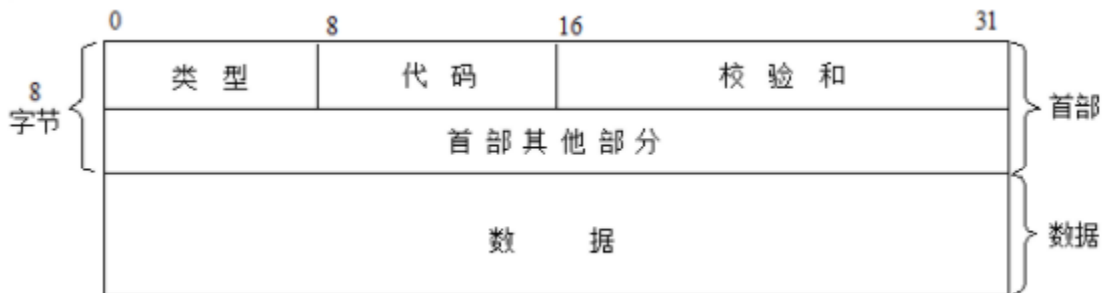 0 8 16 31
类 型 代 码 校 验 和
8
字节
首部
首 部 其 他 部 分
数 据
数据